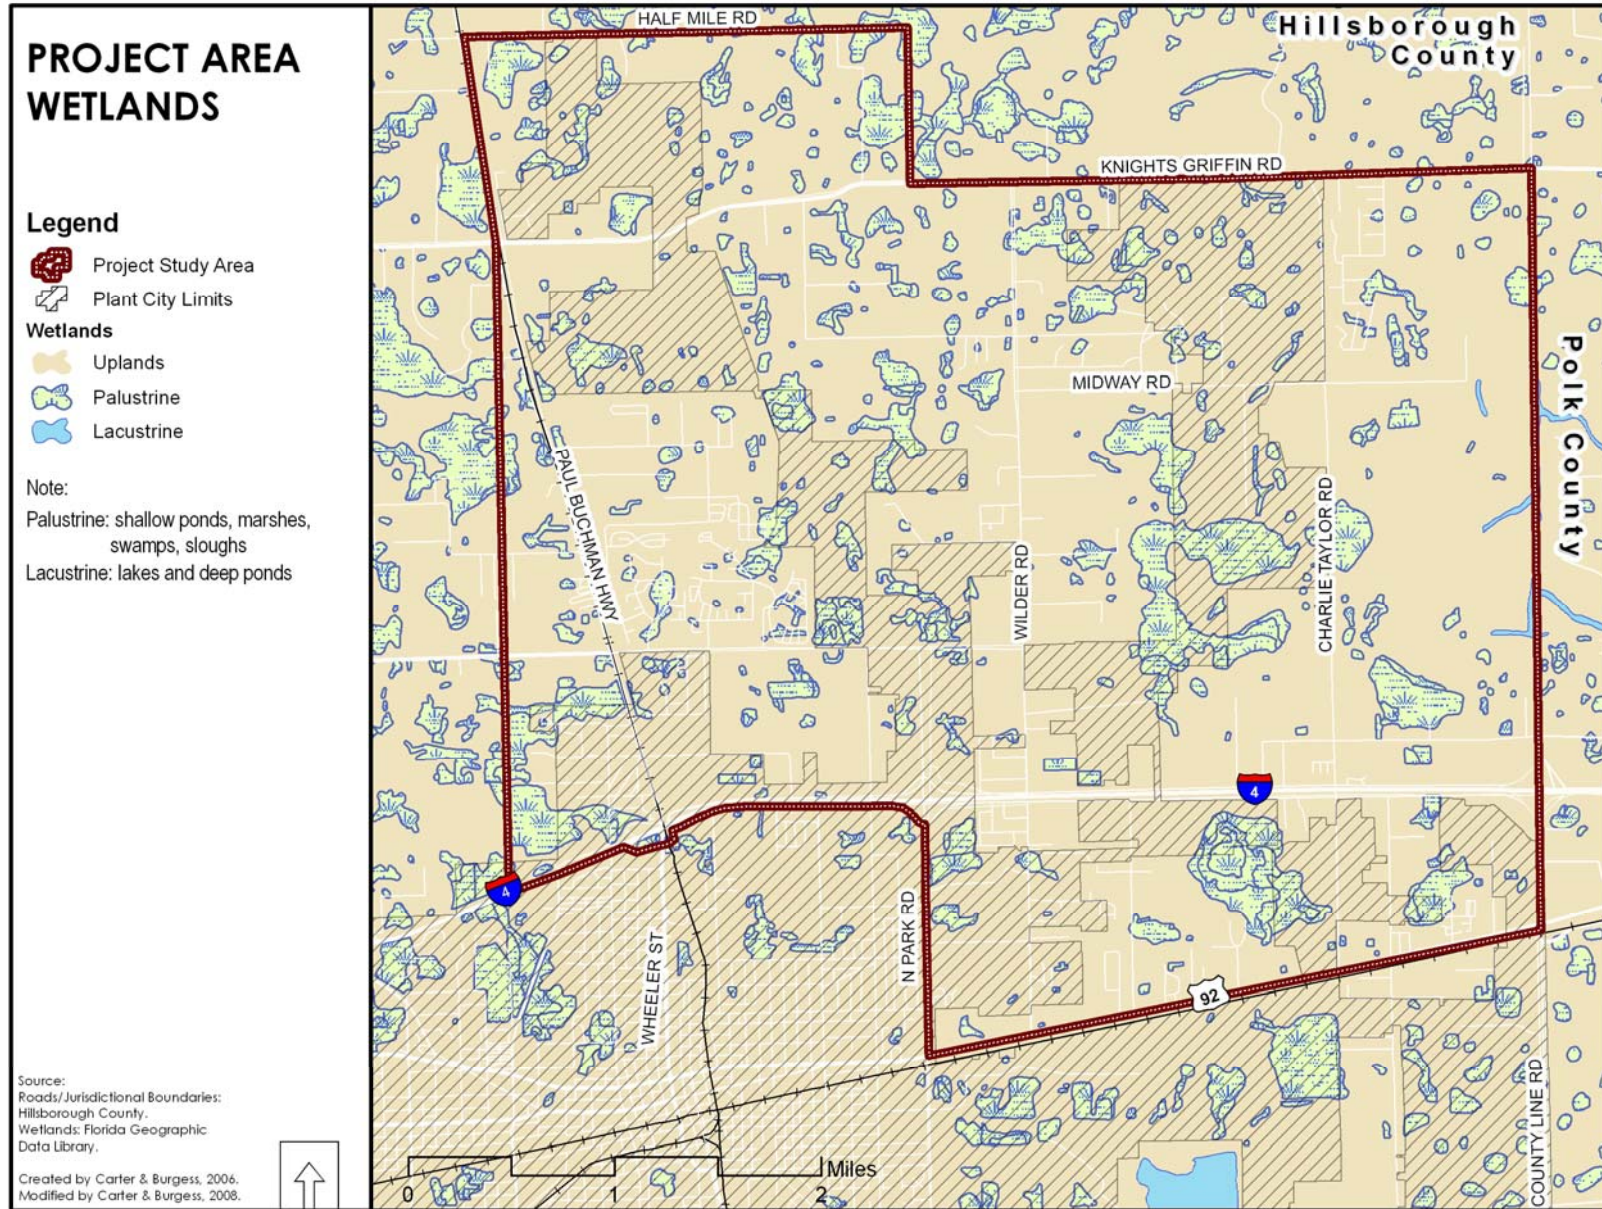 PROJECT AREA
WETLANDS
Legend
Project Study Area
Plant City Limits
Wetlands
Uplands
Palustrine
Lacustrine
Note:
Palustrine: shallow ponds, marshes,
swamps, sloughs
Lacustrine: lakes and deep ponds
Source:
Roads/Jurisdictional Boundaries:
Hillsborough County.
Wetlands: Florida Geographic
Data Library.
Created by Carter & Burgess, 2006.
Modified by Carter & Burgess, 2008.
HALF MILE RD
Hillsborough
County
KNIGHTS GRIFFIN RD
MIDWAY RD
Polk County
PAUL BUCHMAN HWY
WILDER RD
CHARLIE TAYLOR RD
4
4
N PARK RD
WHEELER ST
92
COUNTY LINE RD
Miles
0 1 2